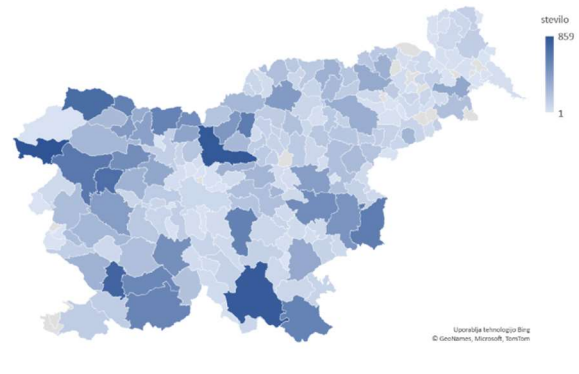 stevilo
859
1
Uporablja tehnologijo Bing
© GeoNames, Microsoft, TomTom